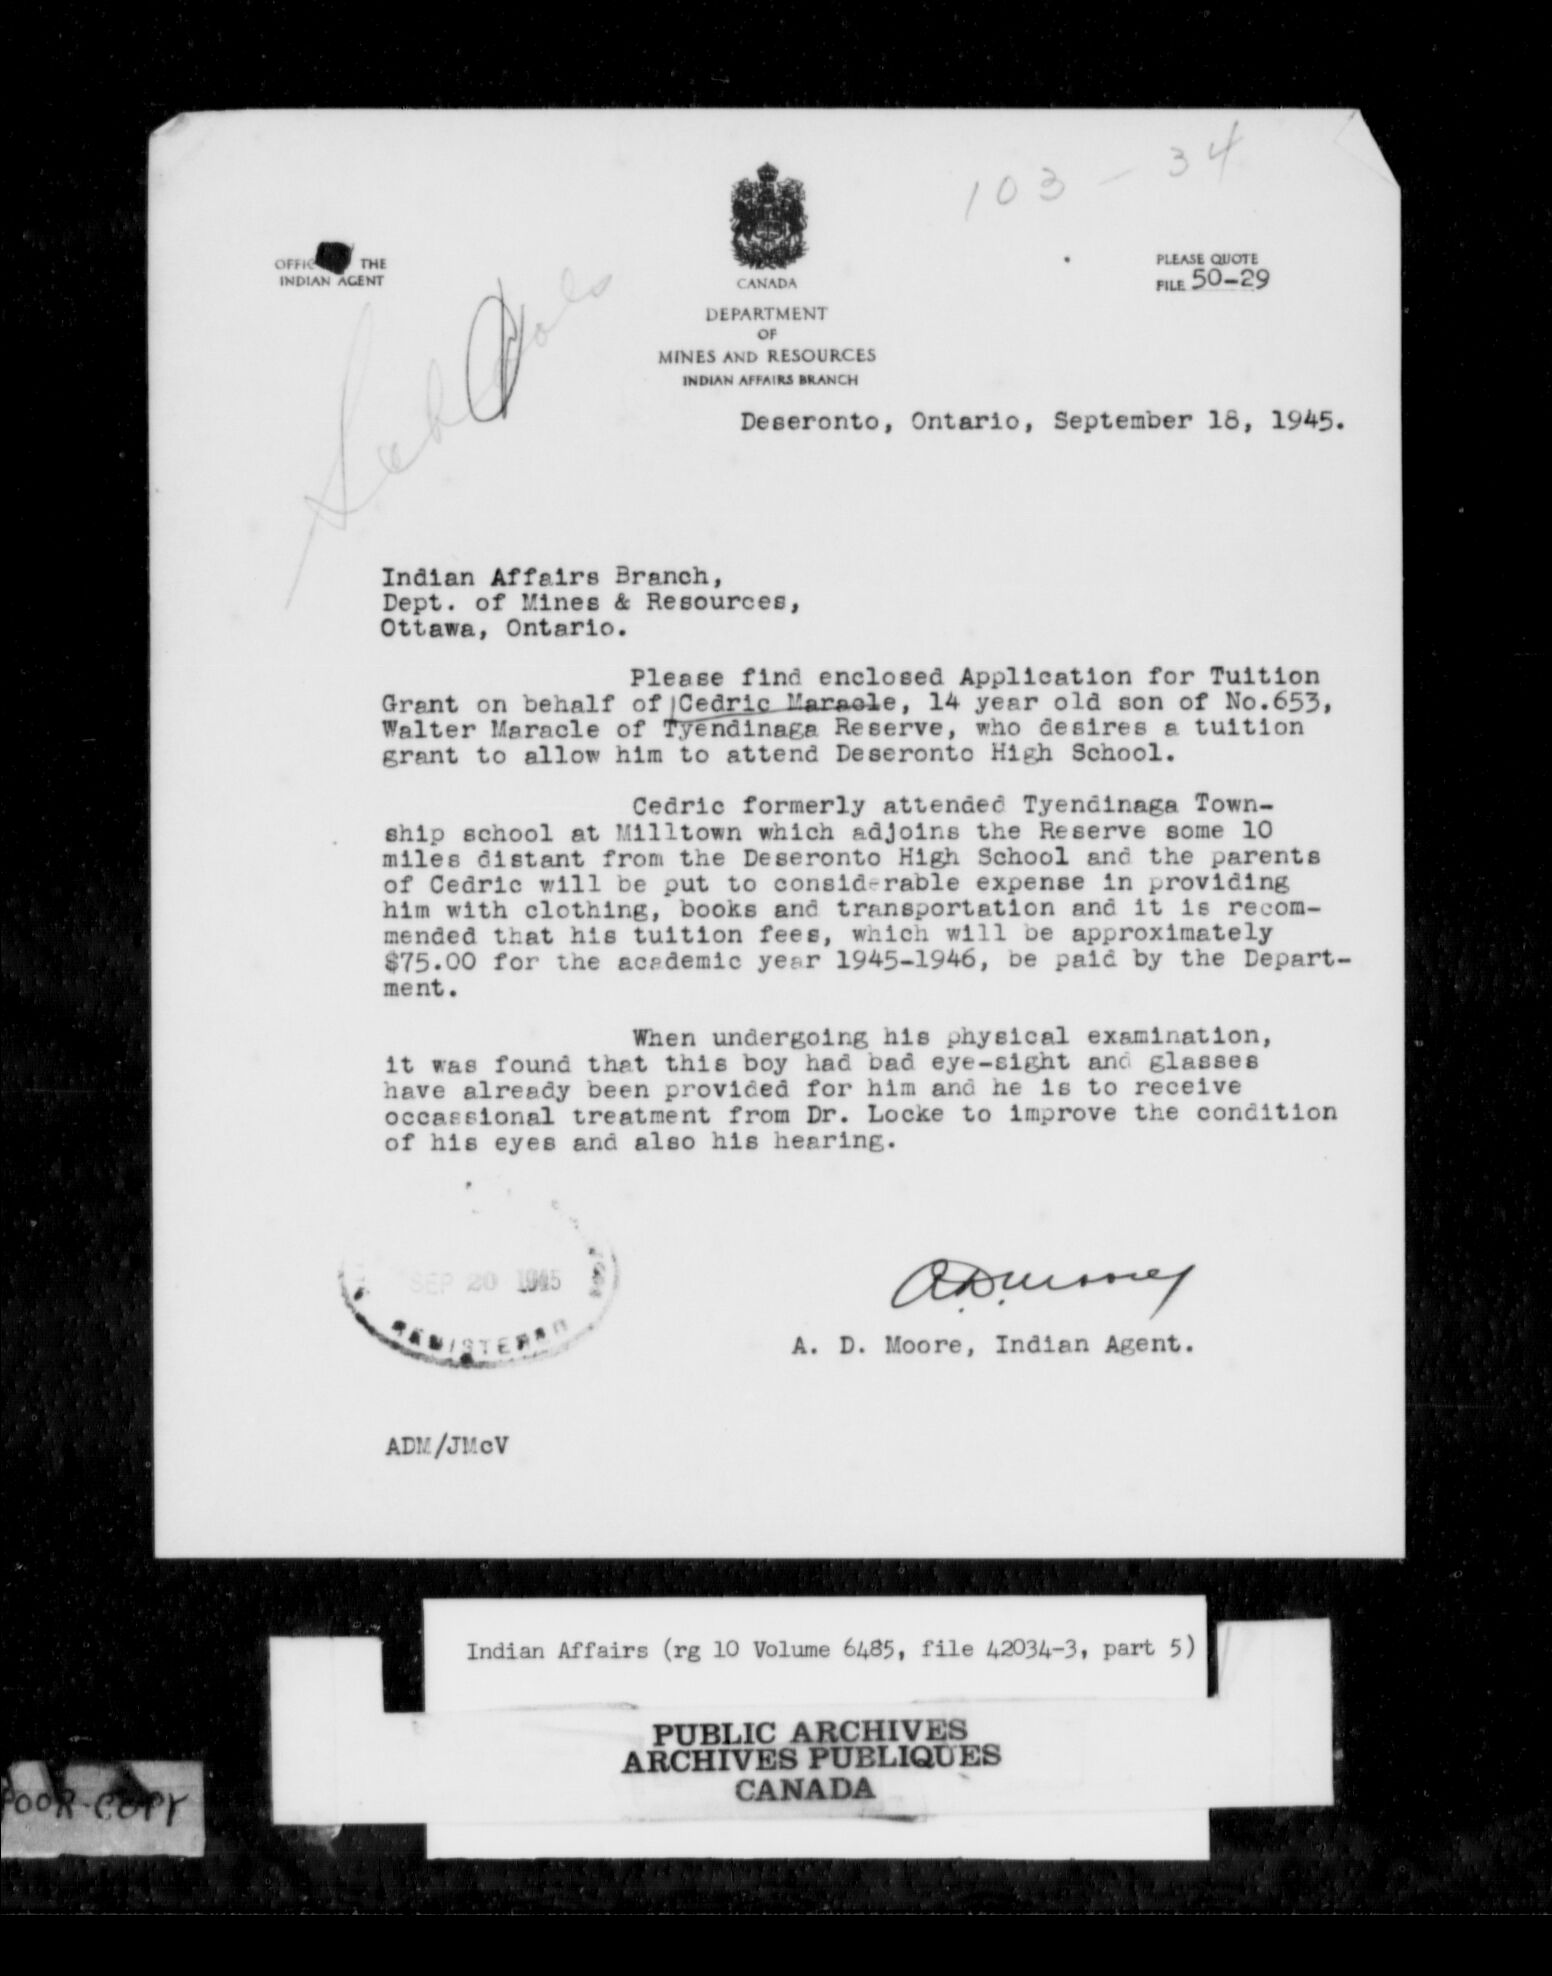 103 - 34
OFFIC THE
INDIAN AGENT
CANADA
PLEASE QUOTE
FILE 50-29
DEPARTMENT
OF
MINES AND RESOURCES
INDIAN AFFAIRS BRANCH
Deseronto, Ontario, September 18, 1945.
Indian Affairs Branch,
Dept. of Mines & Resources,
Ottawa, Ontario.
Please find enclosed Application for Tuition
Grant on behalf of Cedric Maracle, 14 year old son of No.653,
Walter Maracle of Tyendinaga Reserve, who desires a tuition
grant to allow him to attend Deseronto High School.
Cedric formerly attended Tyendinaga Town-
ship school at Milltown which adjoins the Reserve some 10
miles distant from the Deseronto High School and the parents
of Cedric will be put to considerable expense in providing
him with clothing, books and transportation and it is recom-
mended that his tuition fees, which will be approximately
$75.00 for the academic year 1945-1946, be paid by the Depart-
ment.
When undergoing his physical examination,
it was found that this boy had bad eye-sight and glasses
have already been provided for him and he is to receive
occassional treatment from Dr. Locke to improve the condition
of his eyes and also his hearing.
SEP 20 1945
REGISTERED
A. D. Moore
A. D. Moore, Indian Agent.
ADM/JMcV
Indian Affairs (rg 10 Volume 6485, file 42034-3, part 5)
PUBLIC ARCHIVES
ARCHIVES PUBLIQUES
CANADA
POOR COPY